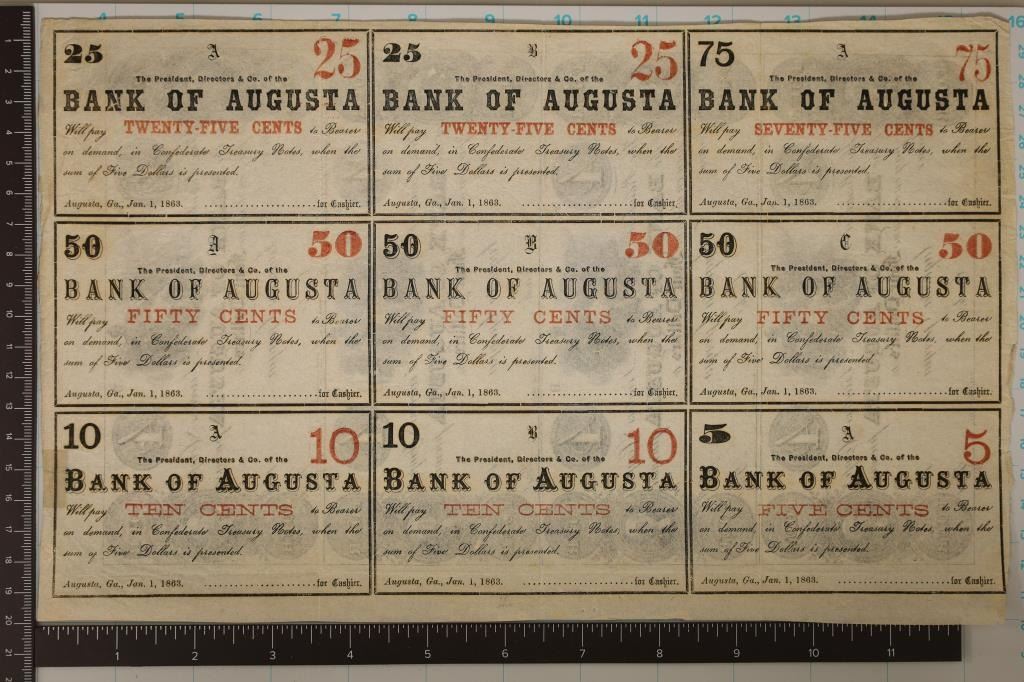 25 A 25
The President, Directors & Co. of the
BANK OF AUGUSTA
Will pay TWENTY-FIVE CENTS to Bearer
on demand, in Confederate Treasury Notes, when the
sum of Five Dollars is presented.
Augusta, Ga., Jan. 1, 1863. for Cashier.
25 B 25
The President, Directors & Co. of the
BANK OF AUGUSTA
Will pay TWENTY-FIVE CENTS to Bearer
on demand, in Confederate Treasury Notes, when the
sum of Five Dollars is presented.
Augusta, Ga., Jan. 1, 1863. for Cashier.
75 A 75
The President, Directors & Co. of the
BANK OF AUGUSTA
Will pay SEVENTY-FIVE CENTS to Bearer
on demand, in Confederate Treasury Notes, when the
sum of Five Dollars is presented.
Augusta, Ga., Jan. 1, 1863. for Cashier.
50 A 50
The President, Directors & Co. of the
BANK OF AUGUSTA
Will pay FIFTY CENTS to Bearer
on demand, in Confederate Treasury Notes, when the
sum of Five Dollars is presented.
Augusta, Ga., Jan. 1, 1863. for Cashier.
50 B 50
The President, Directors & Co. of the
BANK OF AUGUSTA
Will pay FIFTY CENTS to Bearer
on demand, in Confederate Treasury Notes, when the
sum of Five Dollars is presented.
Augusta, Ga., Jan. 1, 1863. for Cashier.
50 C 50
The President, Directors & Co. of the
BANK OF AUGUSTA
Will pay FIFTY CENTS to Bearer
on demand, in Confederate Treasury Notes, when the
sum of Five Dollars is presented.
Augusta, Ga., Jan. 1, 1863. for Cashier.
10 A 10
The President, Directors & Co. of the
BANK OF AUGUSTA
Will pay TEN CENTS to Bearer
on demand, in Confederate Treasury Notes, when the
sum of Five Dollars is presented.
Augusta, Ga., Jan. 1, 1863. for Cashier.
10 B 10
The President, Directors & Co. of the
BANK OF AUGUSTA
Will pay TEN CENTS to Bearer
on demand, in Confederate Treasury Notes, when the
sum of Five Dollars is presented.
Augusta, Ga., Jan. 1, 1863. for Cashier.
5 A 5
The President, Directors & Co. of the
BANK OF AUGUSTA
Will pay FIVE CENTS to Bearer
on demand, in Confederate Treasury Notes, when the
sum of Five Dollars is presented.
Augusta, Ga., Jan. 1, 1863. for Cashier.
1 2 3 4 5 6 7 8 9 10 11